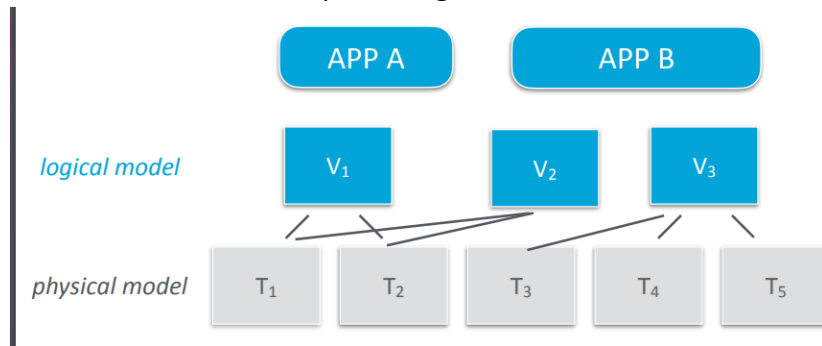 APP A
APP B
logical model
V₁
V₂
V₃
physical model
T₁
T₂
T₃
T₄
T₅